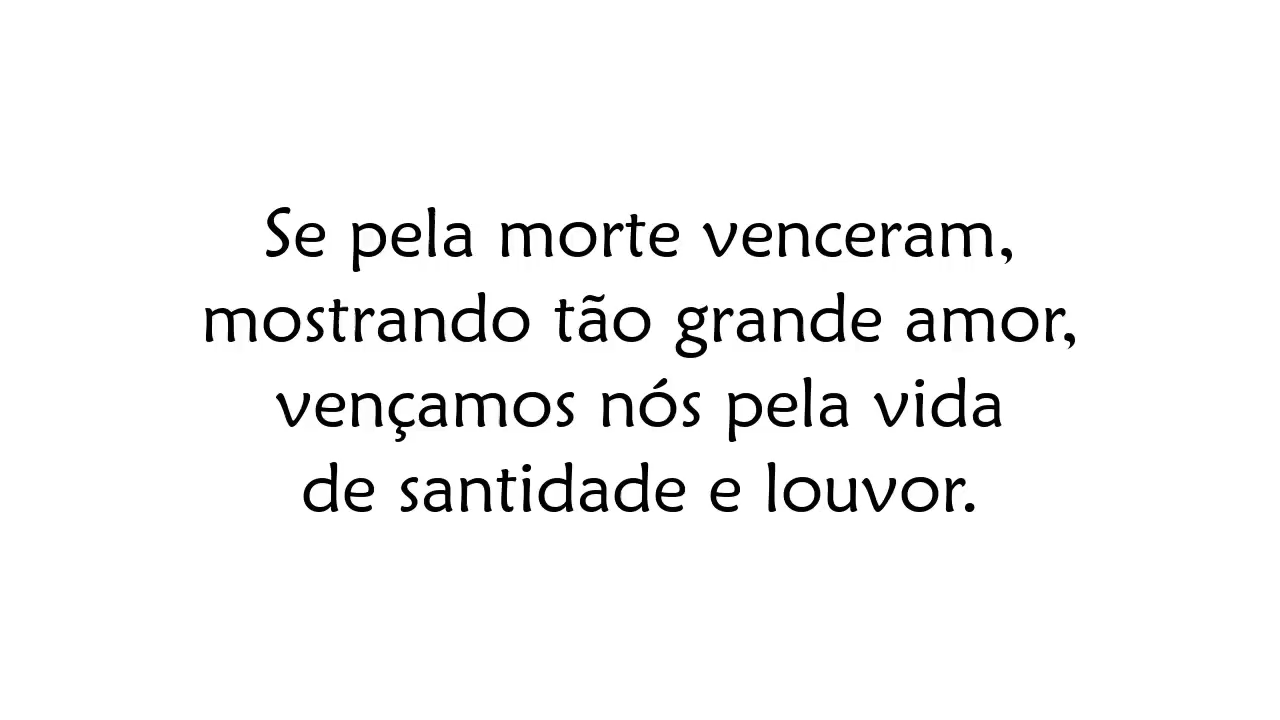 Se pela morte venceram,
mostrando tão grande amor,
vençamos nós pela vida
de santidade e louvor.